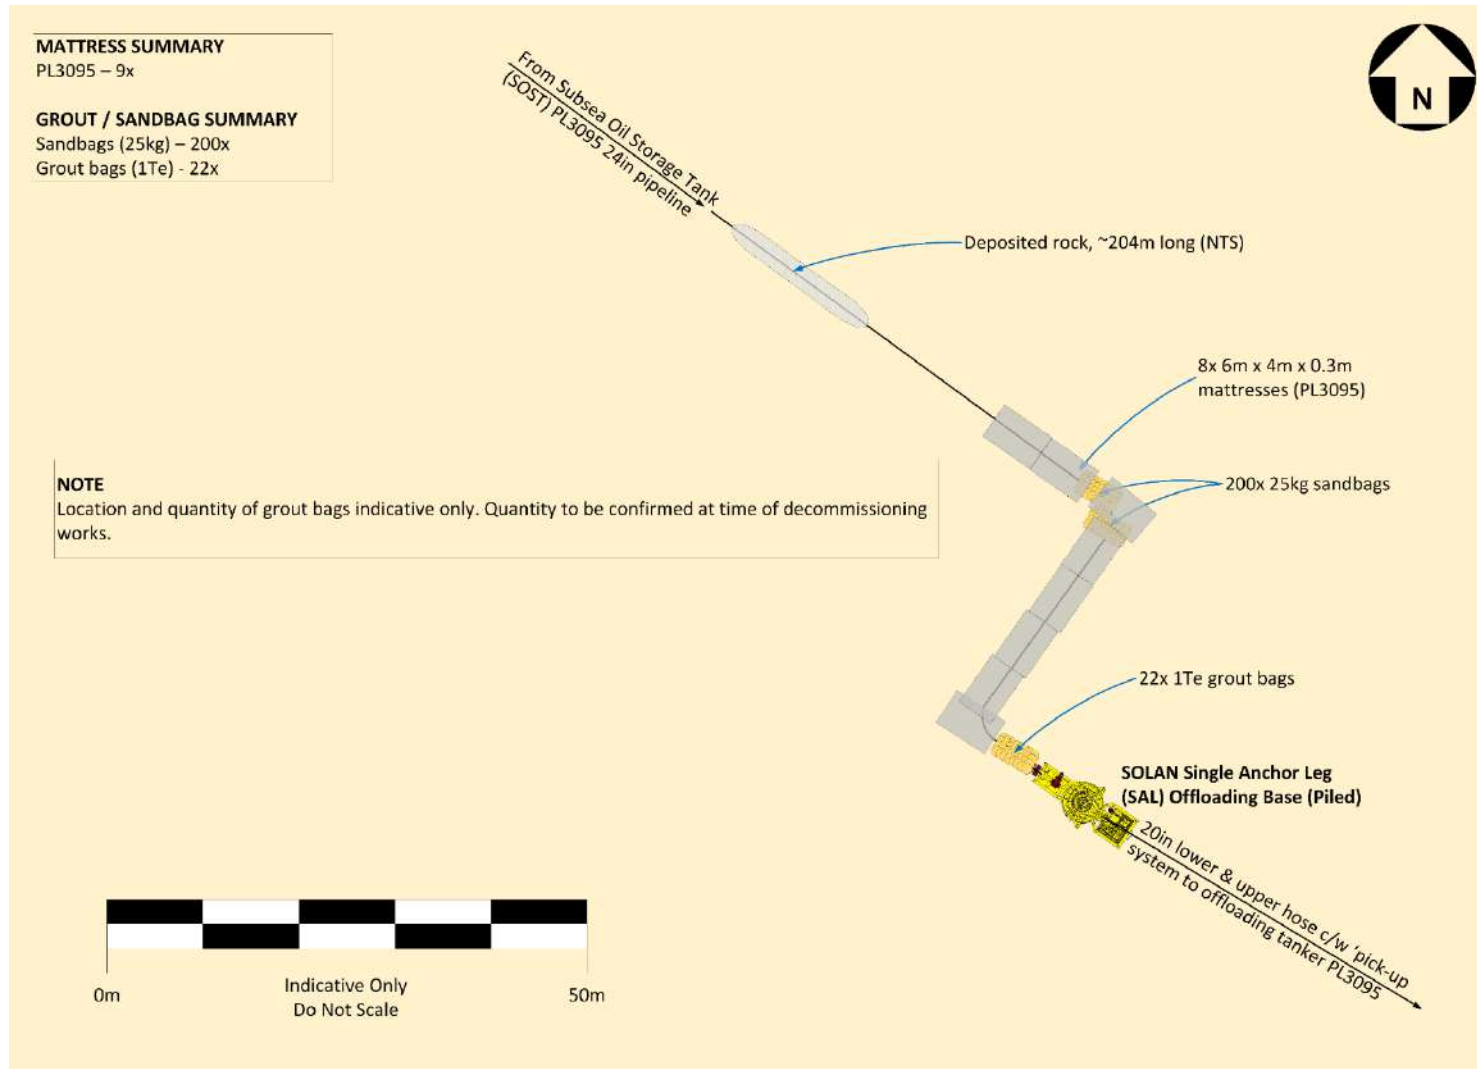 MATTRESS SUMMARY
PL3095 – 9x
GROUT / SANDBAG SUMMARY
Sandbags (25kg) – 200x
Grout bags (1Te) - 22x
From Subsea Oil Storage Tank
(SOST) PL3095 24in pipeline
N
Deposited rock, ~204m long (NTS)
8x 6m x 4m x 0.3m
mattresses (PL3095)
200x 25kg sandbags
NOTE
Location and quantity of grout bags indicative only. Quantity to be confirmed at time of decommissioning
works.
22x 1Te grout bags
SOLAN Single Anchor Leg
(SAL) Offloading Base (Piled)
20in lower & upper hose c/w 'pick-up
system to offloading tanker PL3095
0m
Indicative Only
Do Not Scale
50m